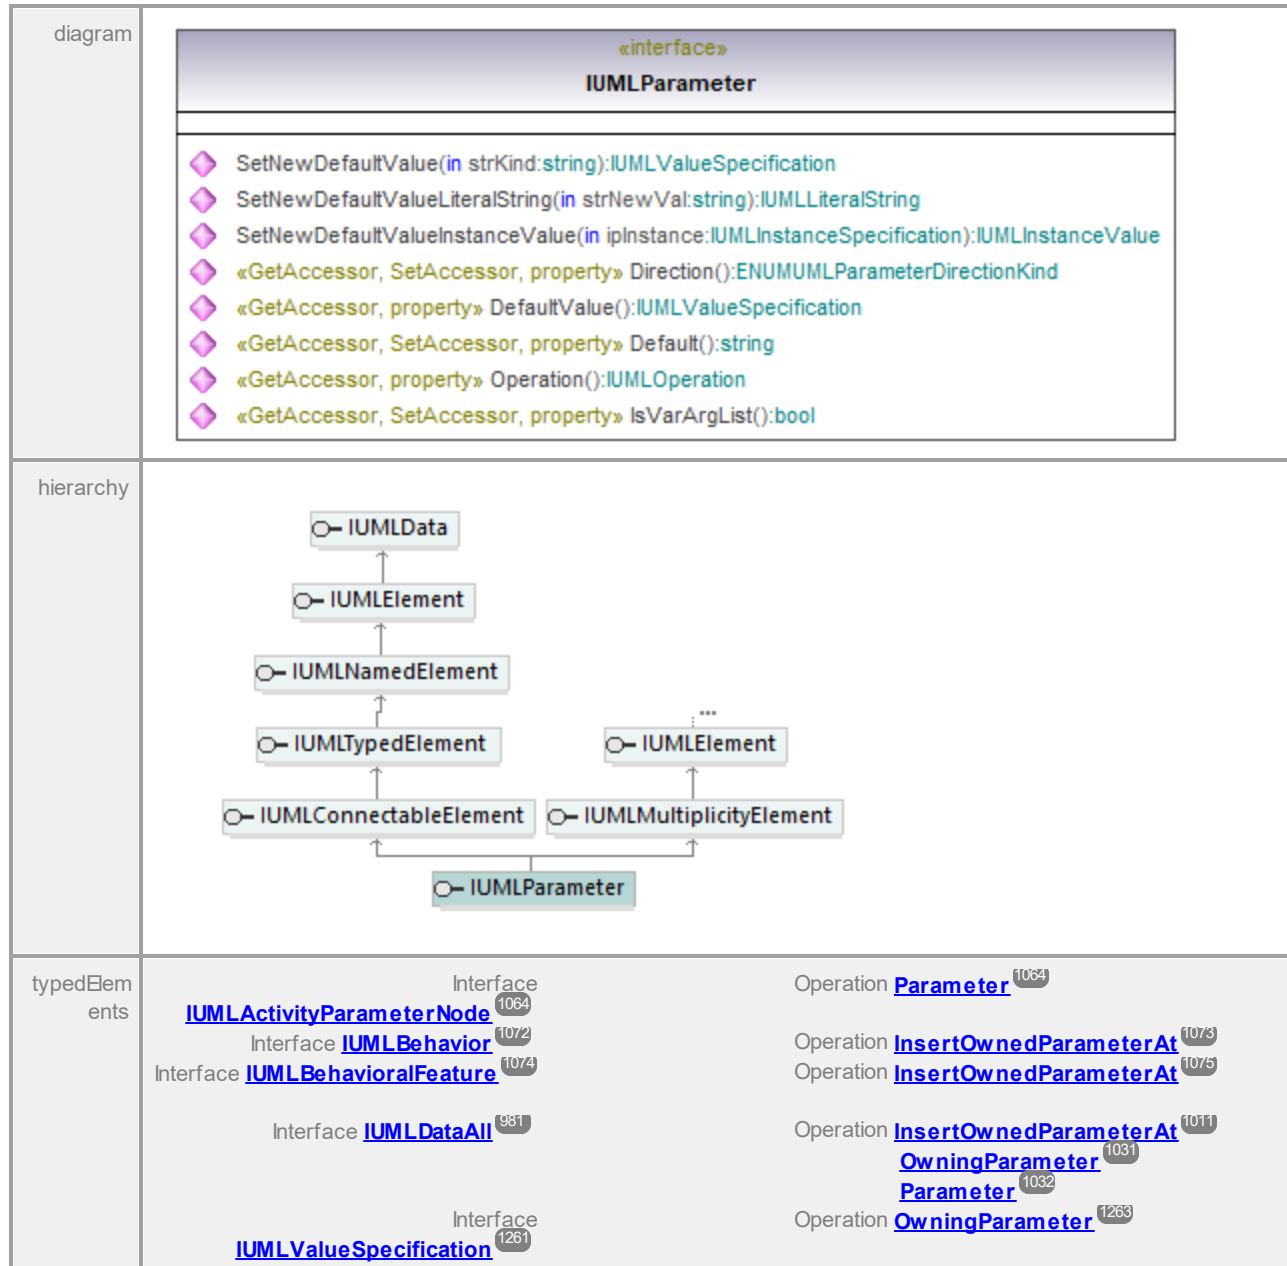 diagram
«interface»
IUMLParameter
SetNewDefaultValue(in strKind:string):IUMLValueSpecification
SetNewDefaultValueLiteralString(in strNewVal:string):IUMLLiteralString
SetNewDefaultValueInstanceValue(in ipInstance:IUMLInstanceSpecification):IUMLInstanceValue
«GetAccessor, SetAccessor, property» Direction():ENUMUMLParameterDirectionKind
«GetAccessor, property» DefaultValue():IUMLValueSpecification
«GetAccessor, SetAccessor, property» Default():string
«GetAccessor, property» Operation():IUMLOperation
«GetAccessor, SetAccessor, property» IsVarArgList():bool
hierarchy
IUMLData
IUMLElement
IUMLNamedElement
...
IUMLTypedElement IUMLElement
IUMLConnectableElement IUMLMultiplicityElement
IUMLParameter
typedElem
ents
Interface Operation Parameter 1064
IUMLActivityParameterNode 1064
Interface IUMLBehavior 1072 Operation InsertOwnedParameterAt 1073
Interface IUMLBehavioralFeature 1074 Operation InsertOwnedParameterAt 1075
Interface IUMLDataAll 981 Operation InsertOwnedParameterAt 1011
OwningParameter 1031
Parameter 1032
Interface Operation OwningParameter 1263
IUMLValueSpecification 1261